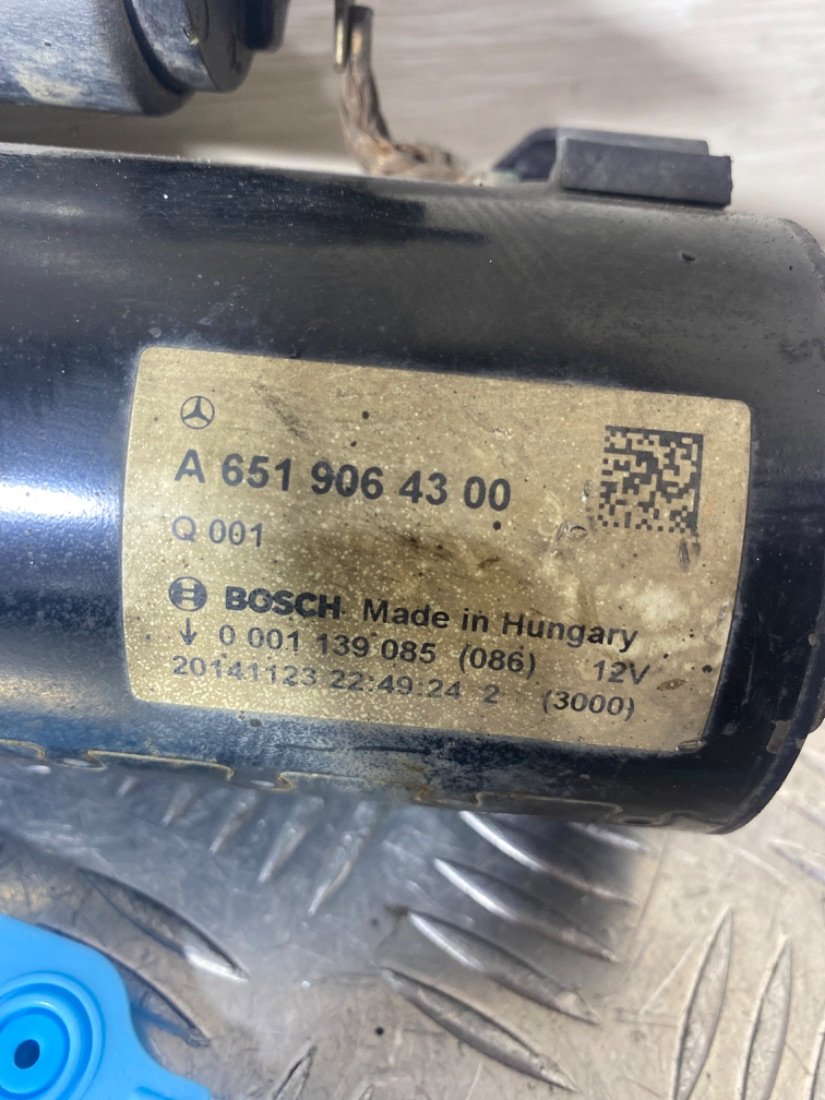 A 651 906 43 00
Q 001
BOSCH Made in Hungary
↓ 0 001 139 085 (086) 12V
20141123 22:49:24 2 (3000)